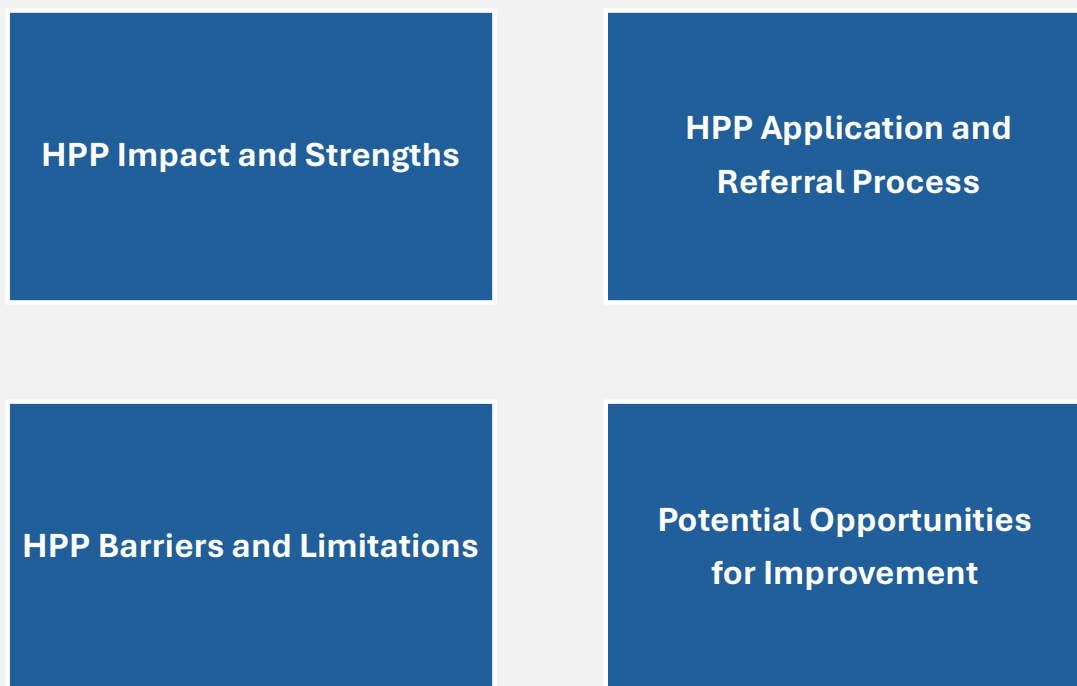 HPP Impact and Strengths
HPP Application and
Referral Process
HPP Barriers and Limitations
Potential Opportunities
for Improvement